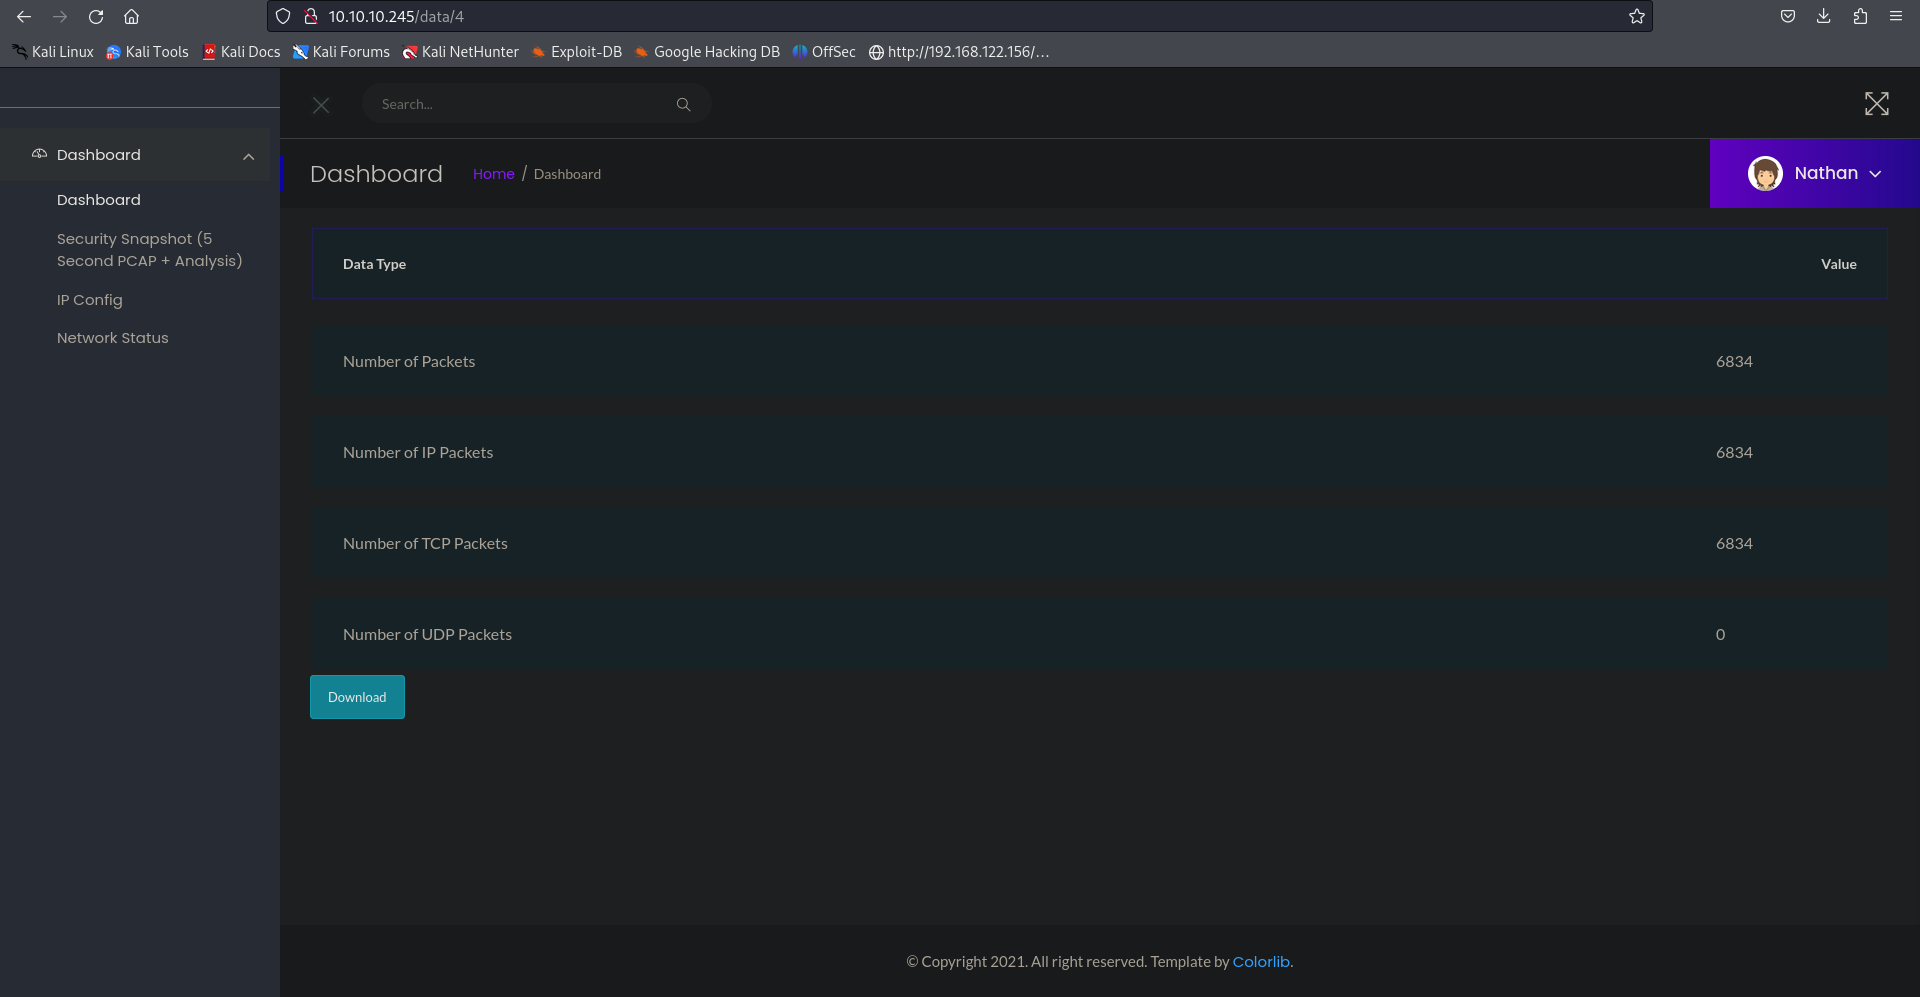 10.10.10.245/data/4
Kali Linux Kali Tools Kali Docs Kali Forums Kali NetHunter Exploit-DB Google Hacking DB OffSec http://192.168.122.156/...
Search...
Dashboard
Dashboard
Security Snapshot (5
Second PCAP + Analysis)
IP Config
Network Status
Dashboard Home / Dashboard
Nathan
Data Type Value
Number of Packets 6834
Number of IP Packets 6834
Number of TCP Packets 6834
Number of UDP Packets 0
Download
© Copyright 2021. All right reserved. Template by Colorlib.